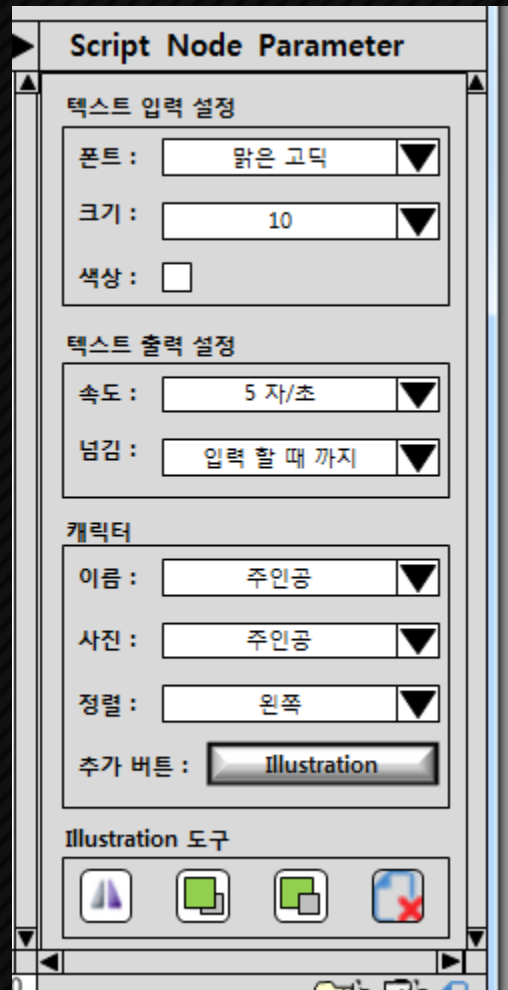 Script Node Parameter
텍스트 입력 설정
폰트 : 맑은 고딕
크기 : 10
색상 :
텍스트 출력 설정
속도 : 5 자/초
넘김 : 입력 할 때 까지
캐릭터
이름 : 주인공
사진 : 주인공
정렬 : 왼쪽
추가 버튼 : Illustration
Illustration 도구